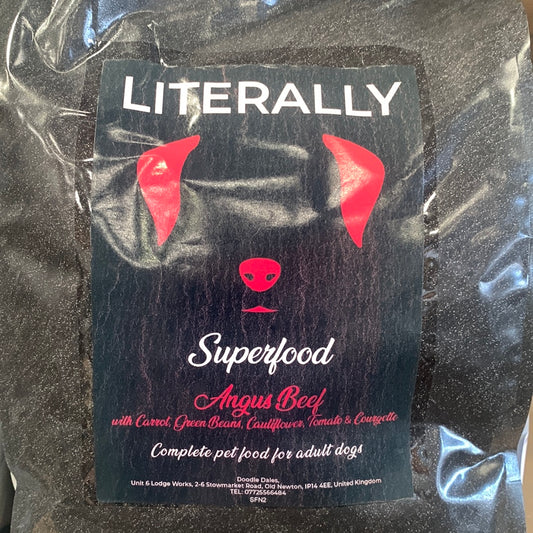 LITERALLY
Superfood
Angus Beef
with Carrot, Green Beans, Cauliflower, Tomato & Courgette
Complete pet food for adult dogs
Doodle Dales,
Unit 6 Lodge Works, 2-6 Stowmarket Road, Old Newton, IP14 4EE, United Kingdom
TEL: 07725566484
SFN2